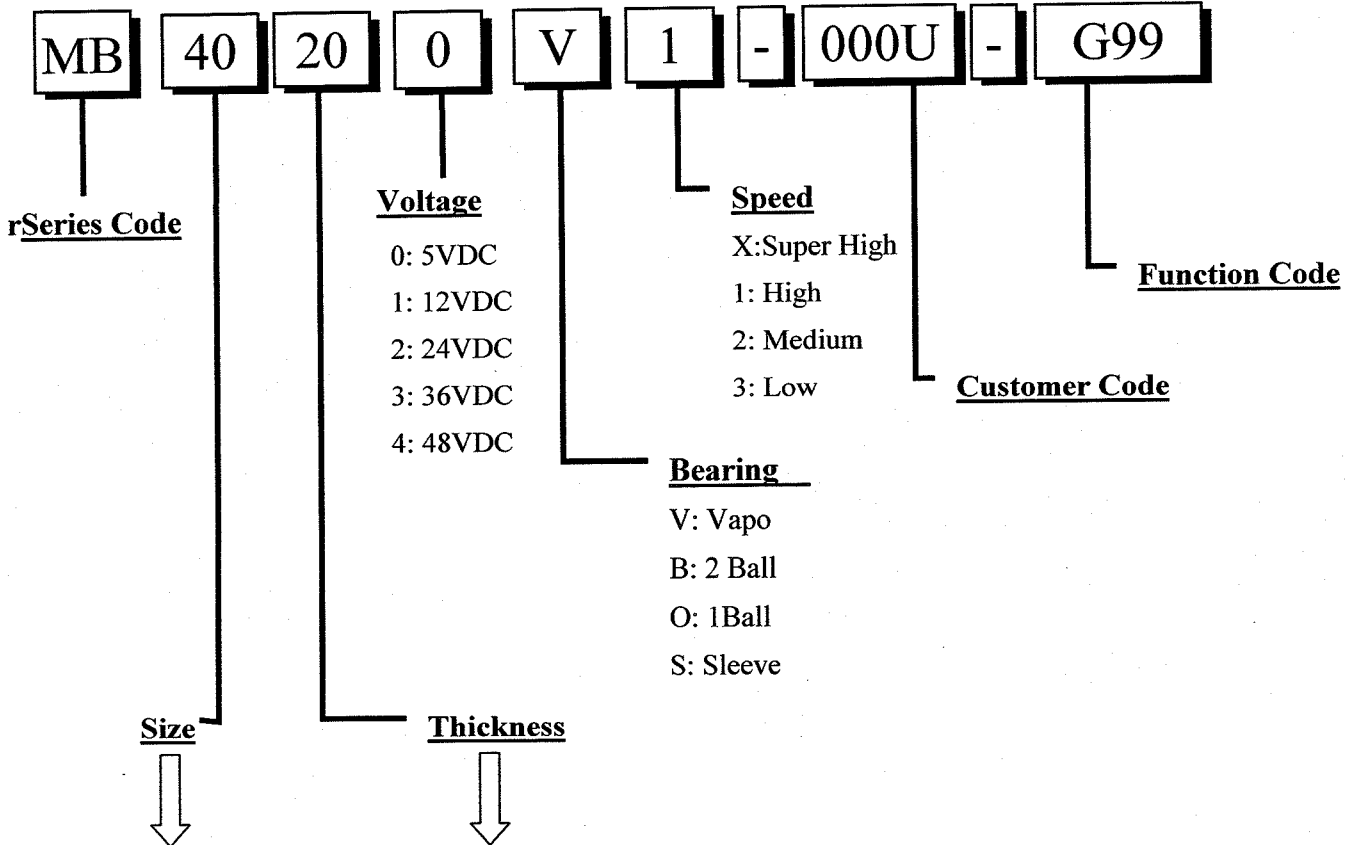 MB 40 20 0 V 1 - 000U - G99
rSeries Code
Voltage
0: 5VDC
1: 12VDC
2: 24VDC
3: 36VDC
4: 48VDC
Speed
X:Super High
1: High
2: Medium
3: Low
Function Code
Customer Code
Bearing
V: Vapo
B: 2 Ball
O: 1Ball
S: Sleeve
Size
Thickness